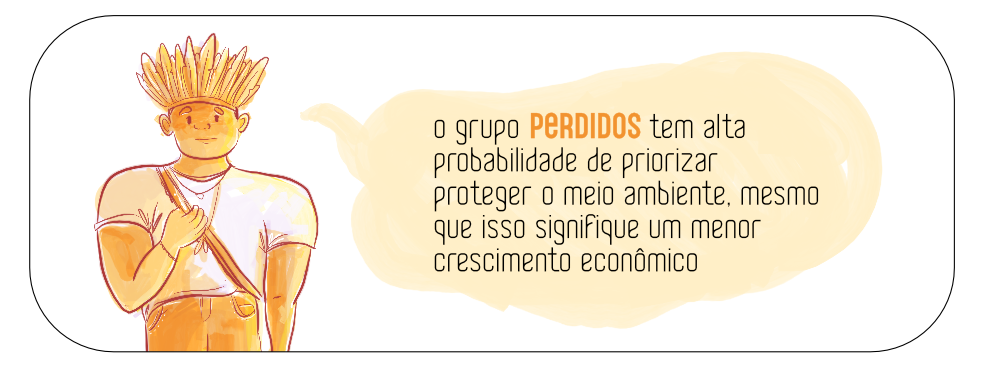 o grupo PERDIDOS tem alta
probabilidade de priorizar
proteger o meio ambiente, mesmo
que isso signifique um menor
crescimento econômico